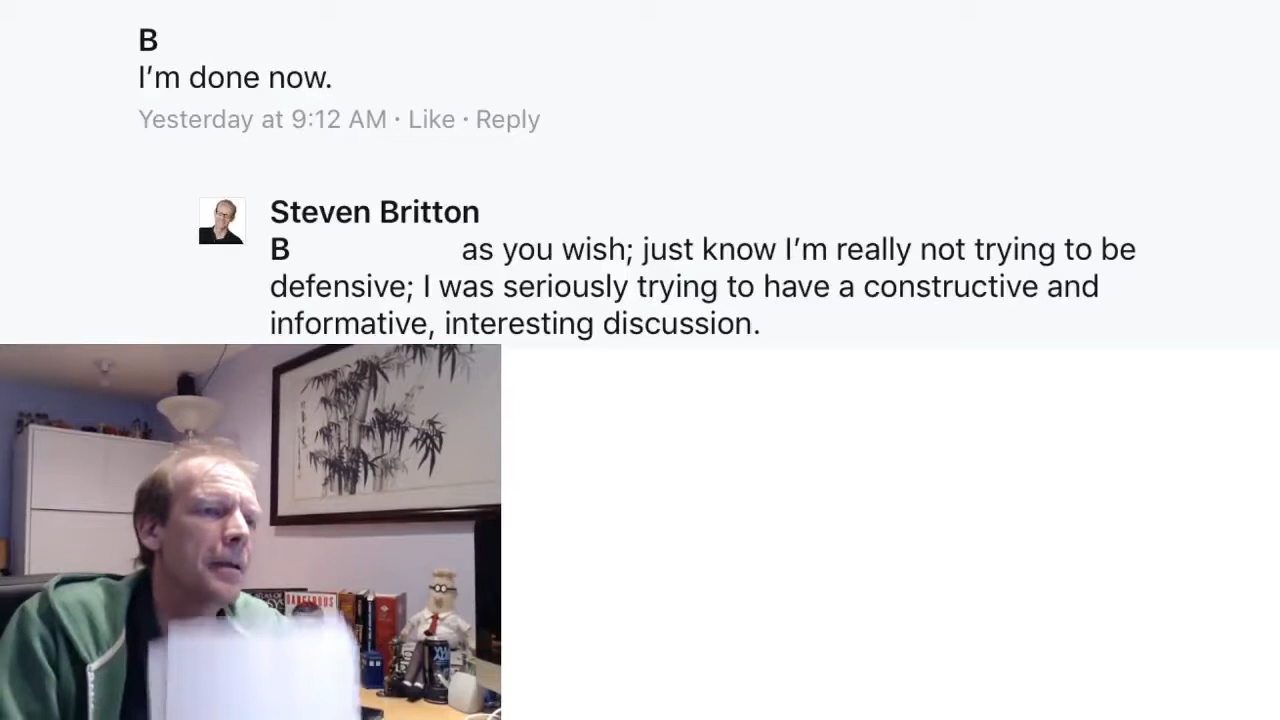 B
I'm done now.
Yesterday at 9:12 AM · Like · Reply
Steven Britton
B as you wish; just know I'm really not trying to be
defensive; I was seriously trying to have a constructive and
informative, interesting discussion.
DANGEROUS